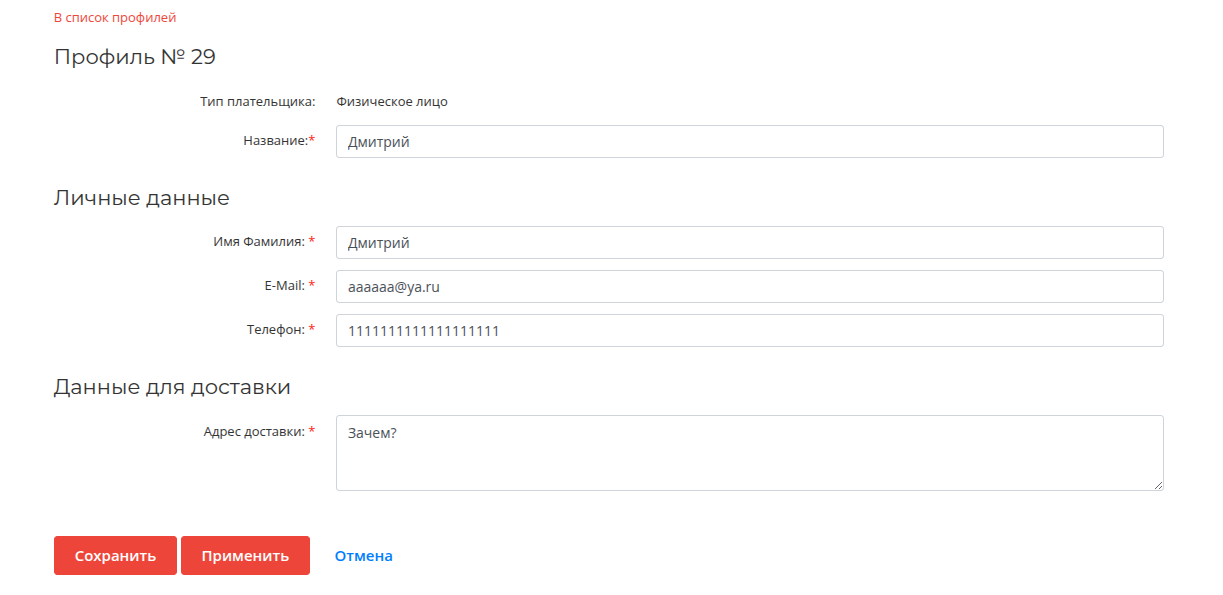 В список профилей
Профиль № 29
Тип плательщика: Физическое лицо
Название:* Дмитрий
Личные данные
Имя Фамилия: * Дмитрий
E-Mail: * aaaaaa@ya.ru
Телефон: * 1111111111111111111
Данные для доставки
Адрес доставки: * Зачем?
Сохранить Применить Отмена